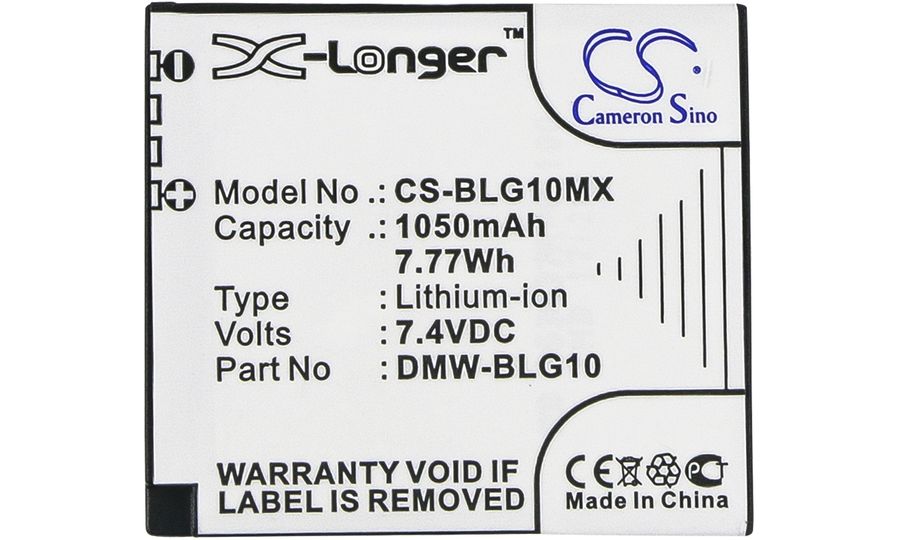 X-Longer™
CS
Cameron Sino
Model No .: CS-BLG10MX
Capacity .: 1050mAh
7.77Wh
Type : Lithium-ion
Volts : 7.4VDC
Part No : DMW-BLG10
WARRANTY VOID IF
LABEL IS REMOVED
CE PCT
Made In China